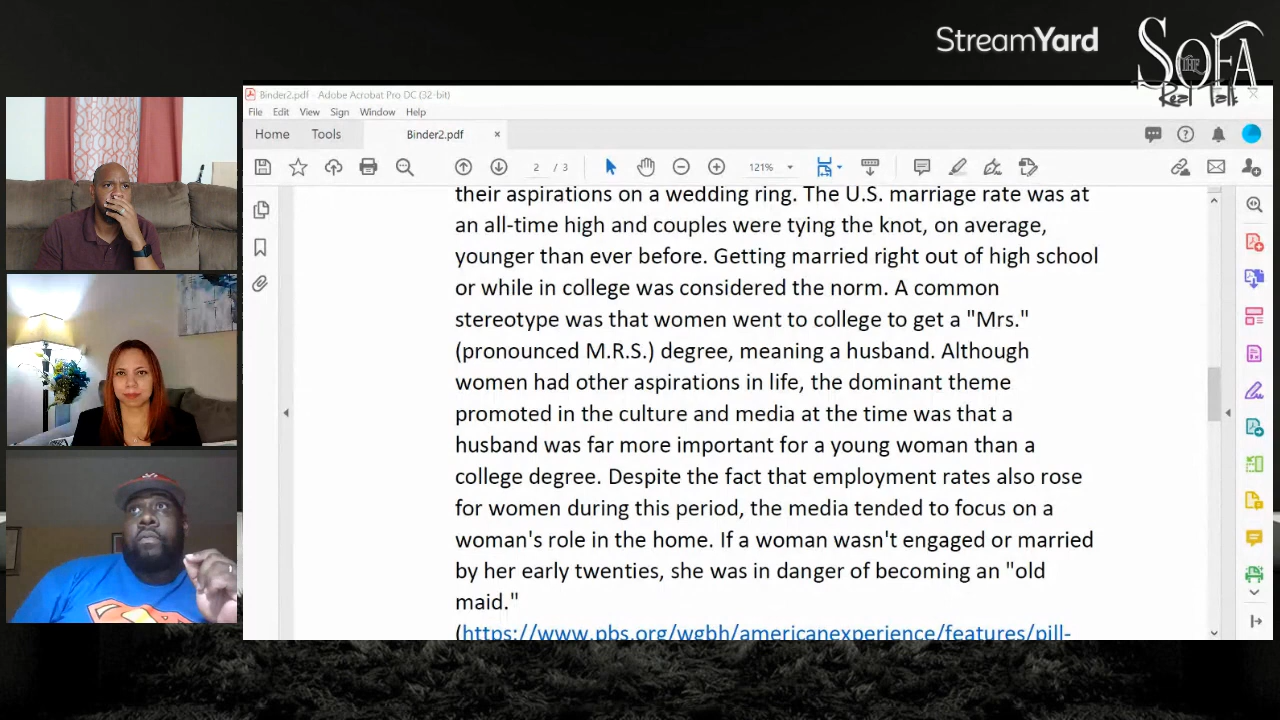 StreamYard
SOFA
THE
Real Talk
Binder2.pdf - Adobe Acrobat Pro DC (32-bit)
File Edit View Sign Window Help
Home Tools Binder2.pdf ×
2 / 3 121%
their aspirations on a wedding ring. The U.S. marriage rate was at
an all-time high and couples were tying the knot, on average,
younger than ever before. Getting married right out of high school
or while in college was considered the norm. A common
stereotype was that women went to college to get a "Mrs."
(pronounced M.R.S.) degree, meaning a husband. Although
women had other aspirations in life, the dominant theme
promoted in the culture and media at the time was that a
husband was far more important for a young woman than a
college degree. Despite the fact that employment rates also rose
for women during this period, the media tended to focus on a
woman's role in the home. If a woman wasn't engaged or married
by her early twenties, she was in danger of becoming an "old
maid."
(https://www.pbs.org/wgbh/americanexperience/features/pill-